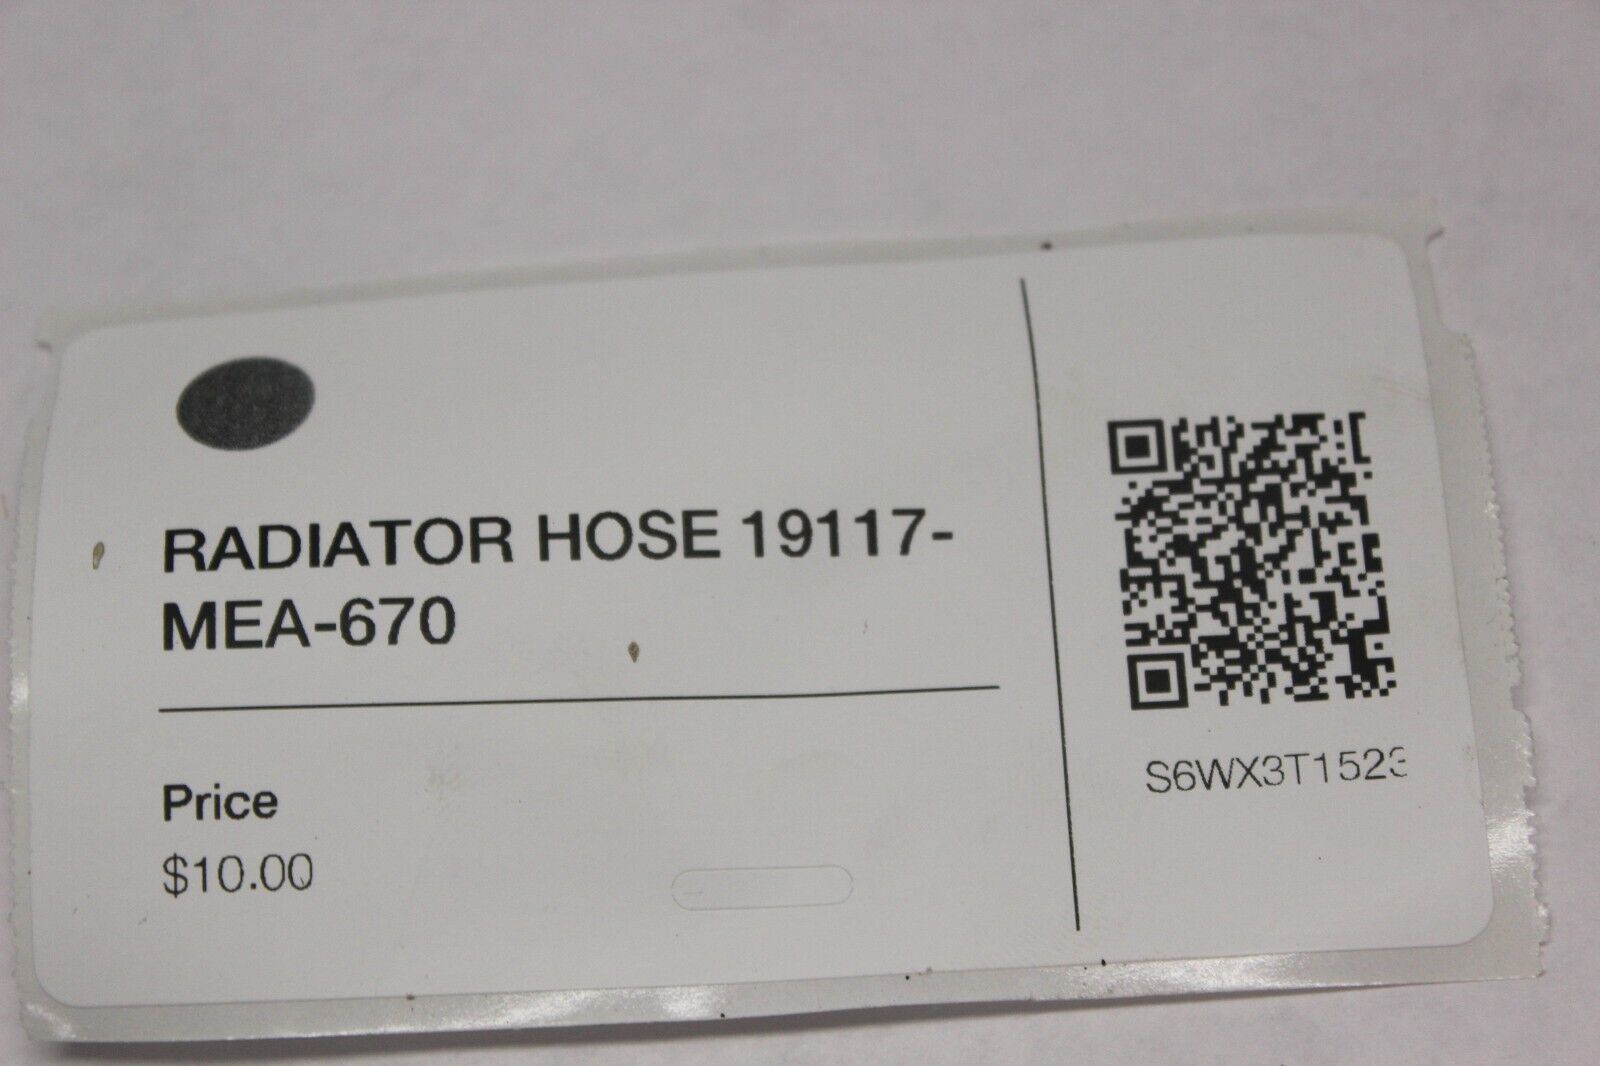 RADIATOR HOSE 19117-
MEA-670
Price
$10.00
S6WX3T1523